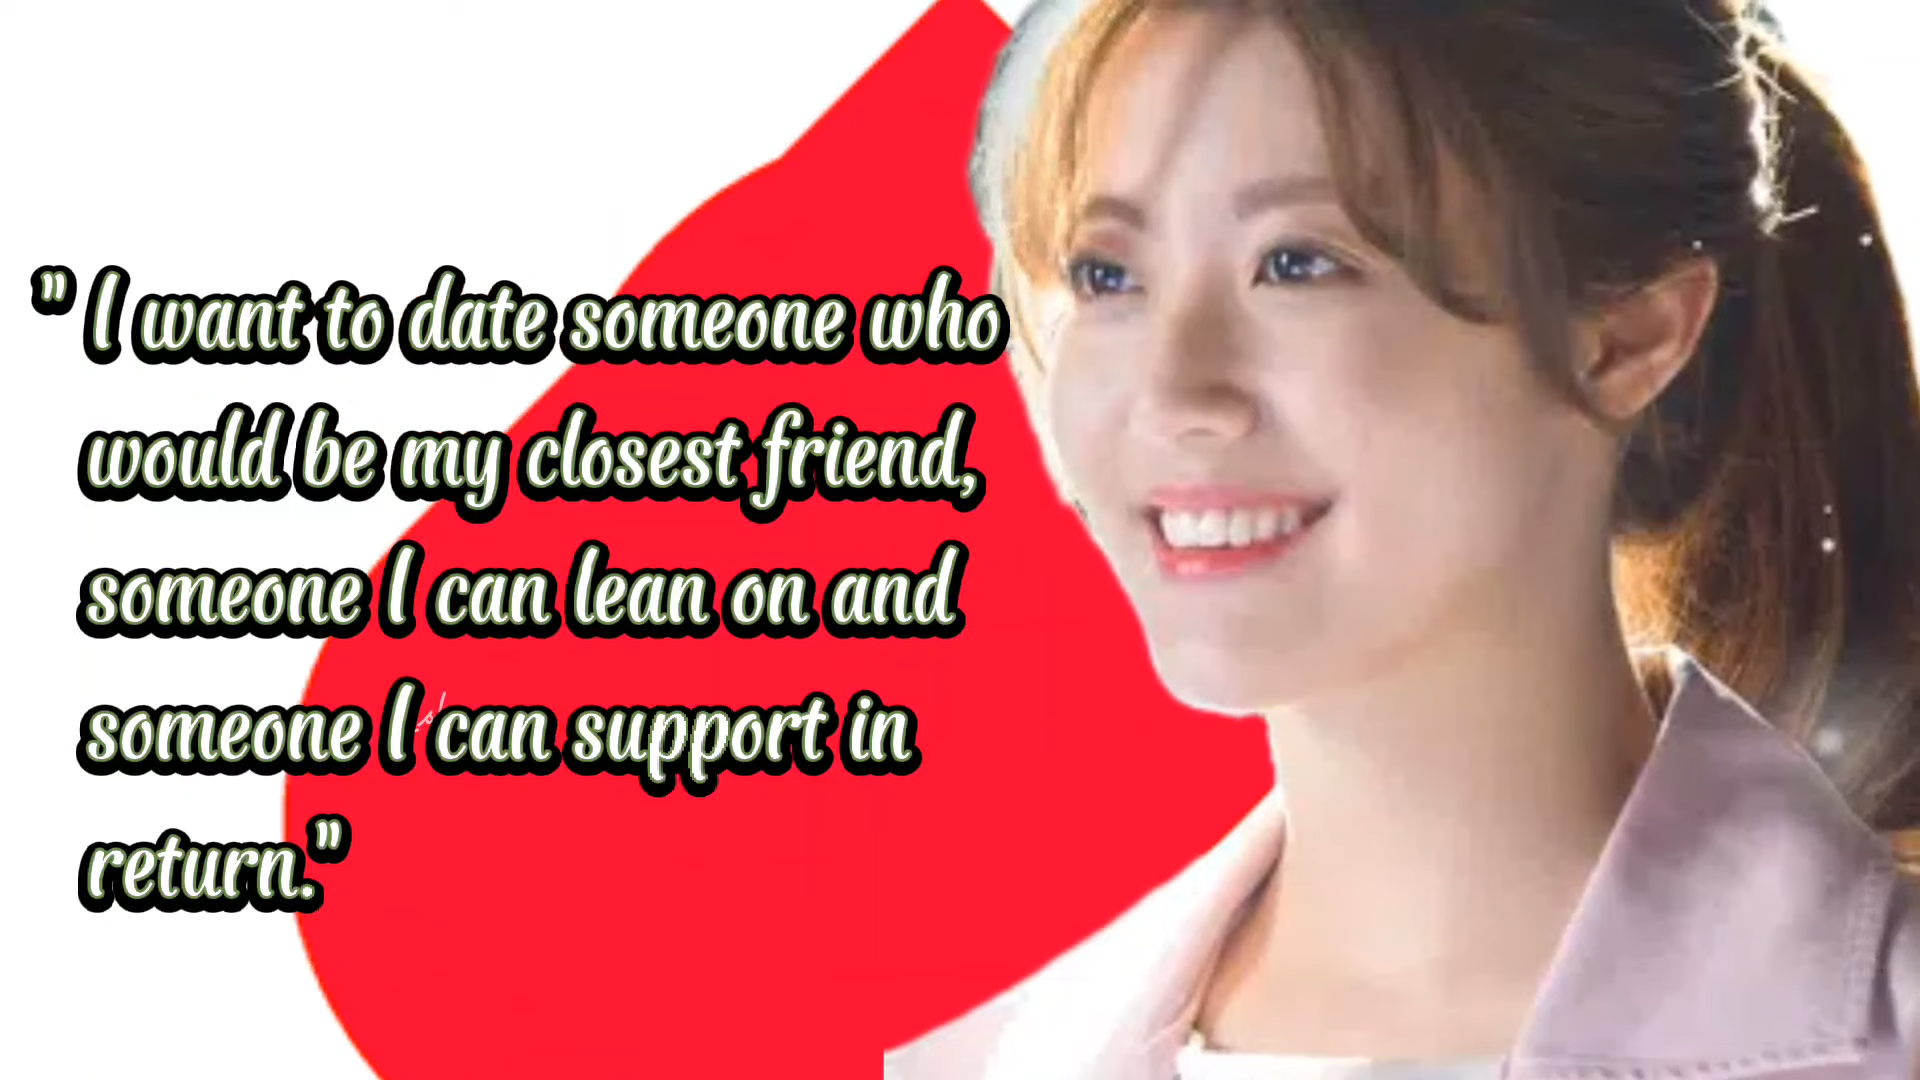 " I want to date someone who
would be my closest friend,
someone I can lean on and
someone I can support in
return."